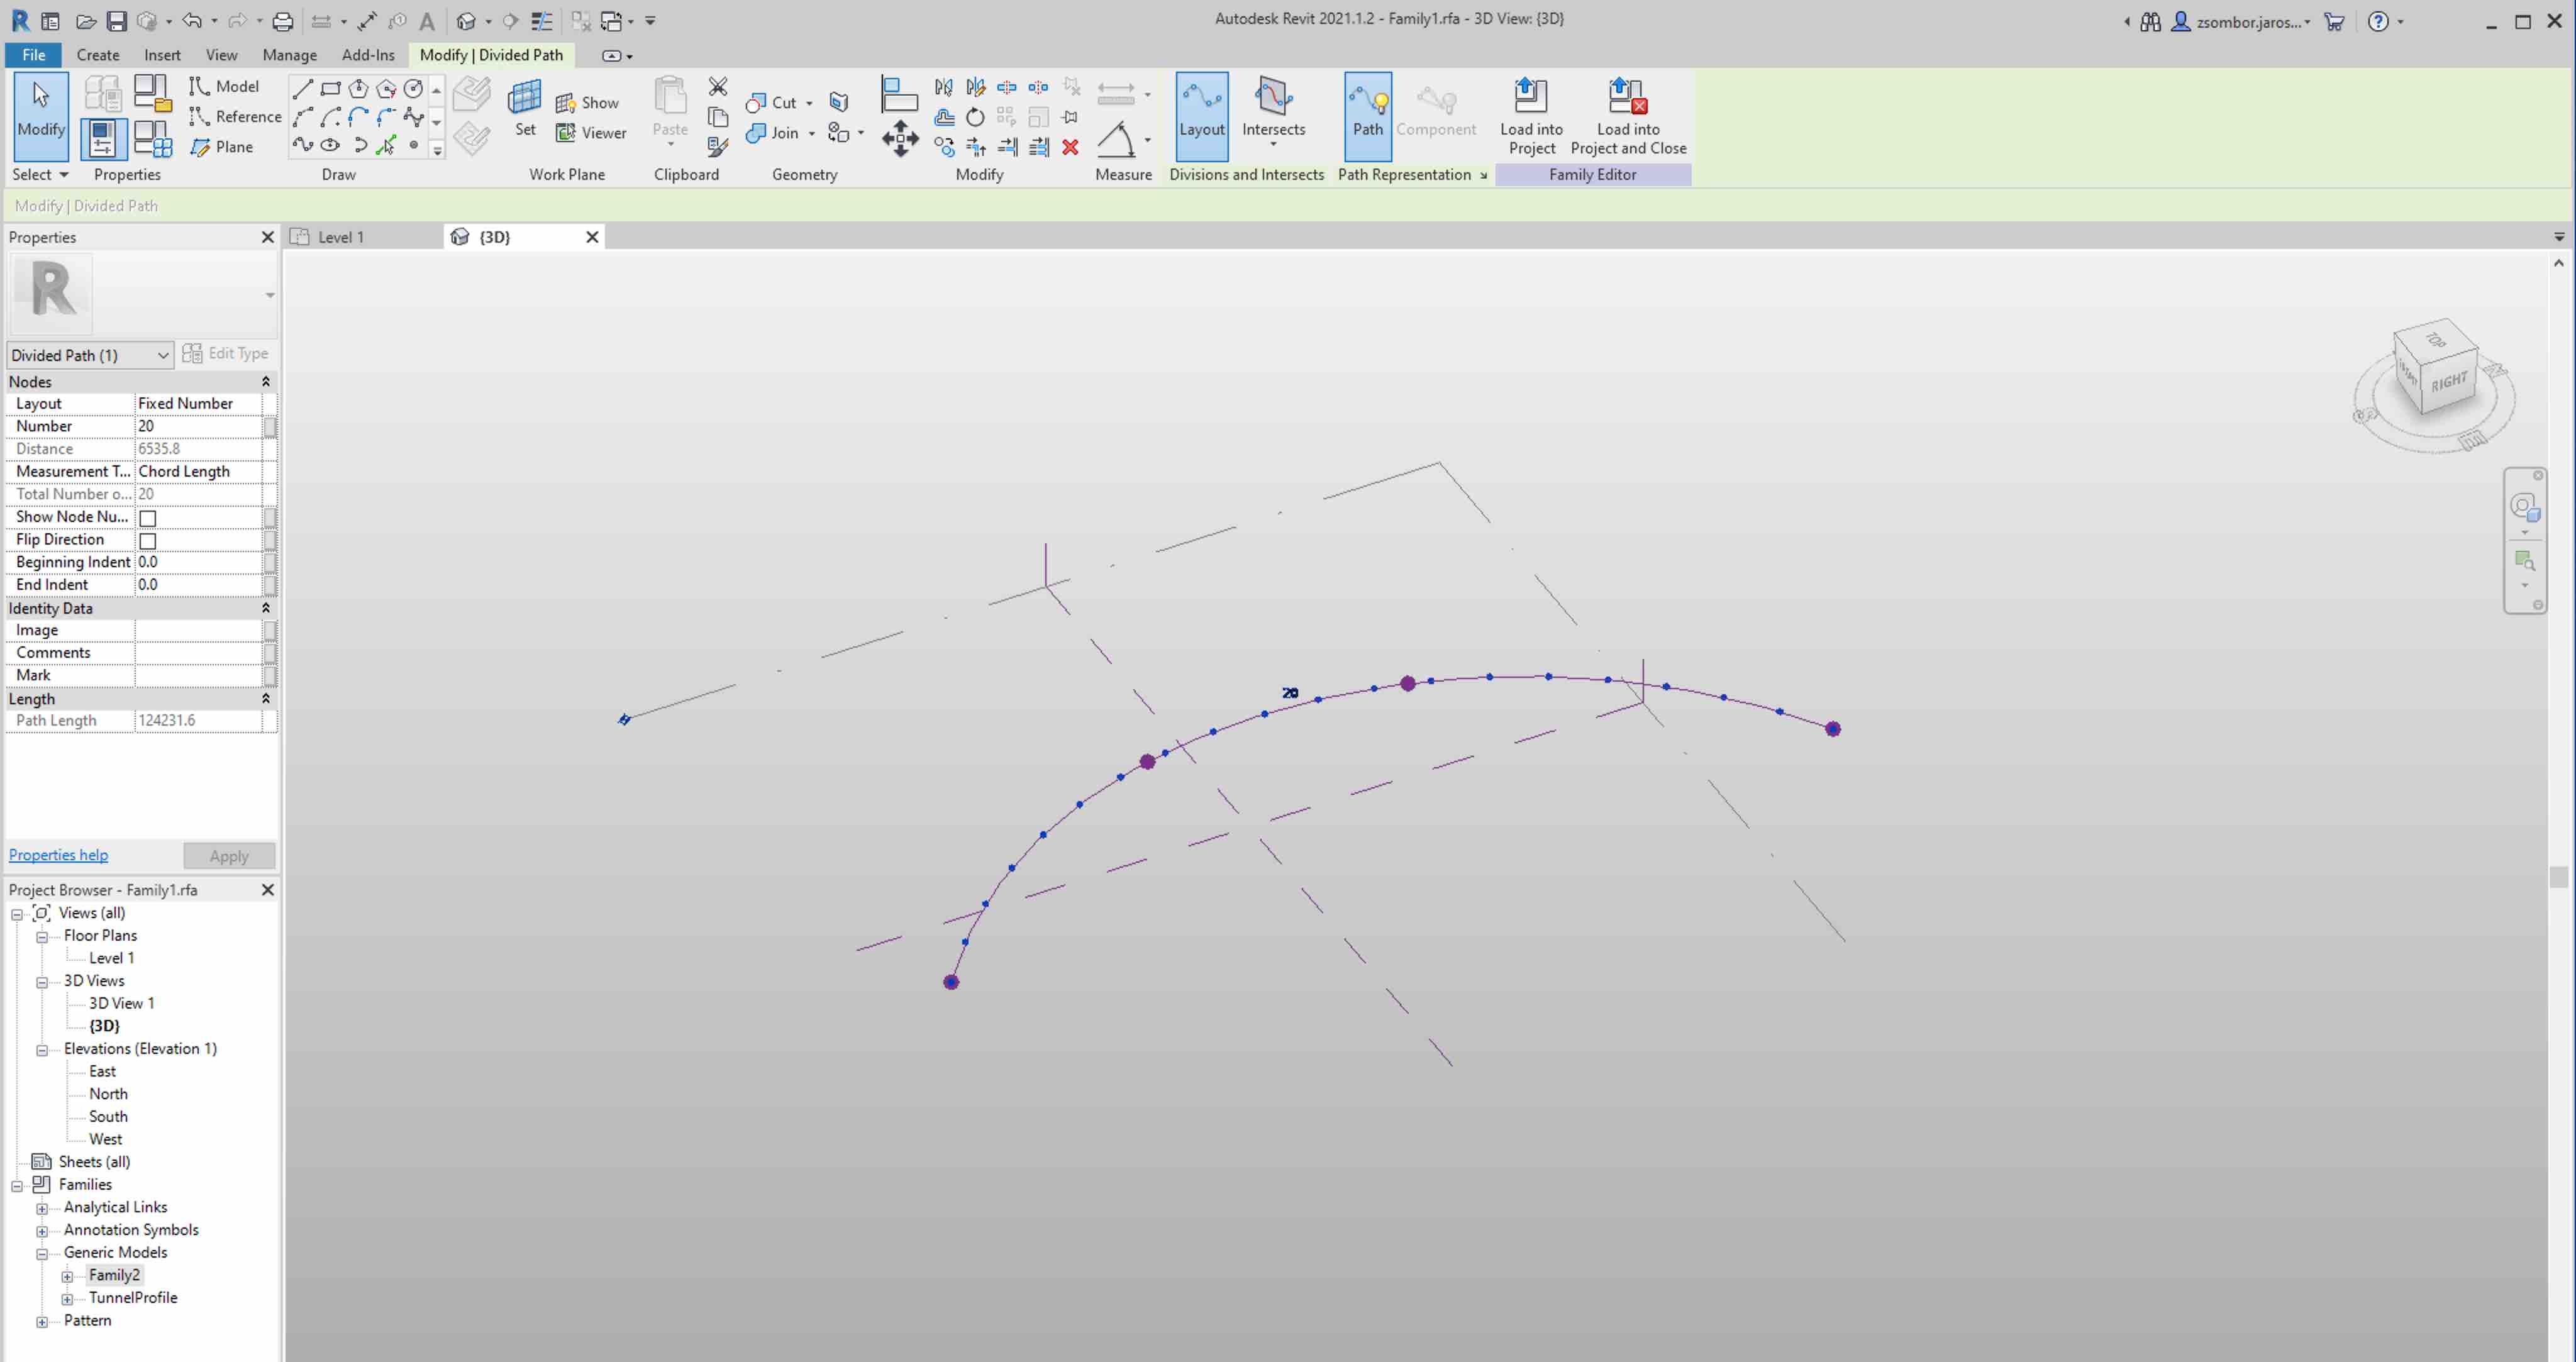 Autodesk Revit 2021.1.2 - Family1.rfa - 3D View: {3D}
zsombor.jaros...
File
Create
Insert
View
Manage
Add-Ins
Modify | Divided Path
Modify
Model
Reference
Plane
Set
Show
Viewer
Paste
Cut
Join
Layout
Intersects
Path
Component
Load into
Project
Load into
Project and Close
Select
Properties
Draw
Work Plane
Clipboard
Geometry
Modify
Measure
Divisions and Intersects
Path Representation
Family Editor
Modify | Divided Path
Properties
Level 1
{3D}
Divided Path (1)
Edit Type
Nodes
Layout Fixed Number
Number 20
Distance 6535.8
Measurement T... Chord Length
Total Number o... 20
Show Node Nu...
Flip Direction
Beginning Indent 0.0
End Indent 0.0
Identity Data
Image
Comments
Mark
Length
Path Length 124231.6
Properties help
Apply
Project Browser - Family1.rfa
Views (all)
Floor Plans
Level 1
3D Views
3D View 1
{3D}
Elevations (Elevation 1)
East
North
South
West
Sheets (all)
Families
Analytical Links
Annotation Symbols
Generic Models
Family2
TunnelProfile
Pattern
20
TOP
RIGHT